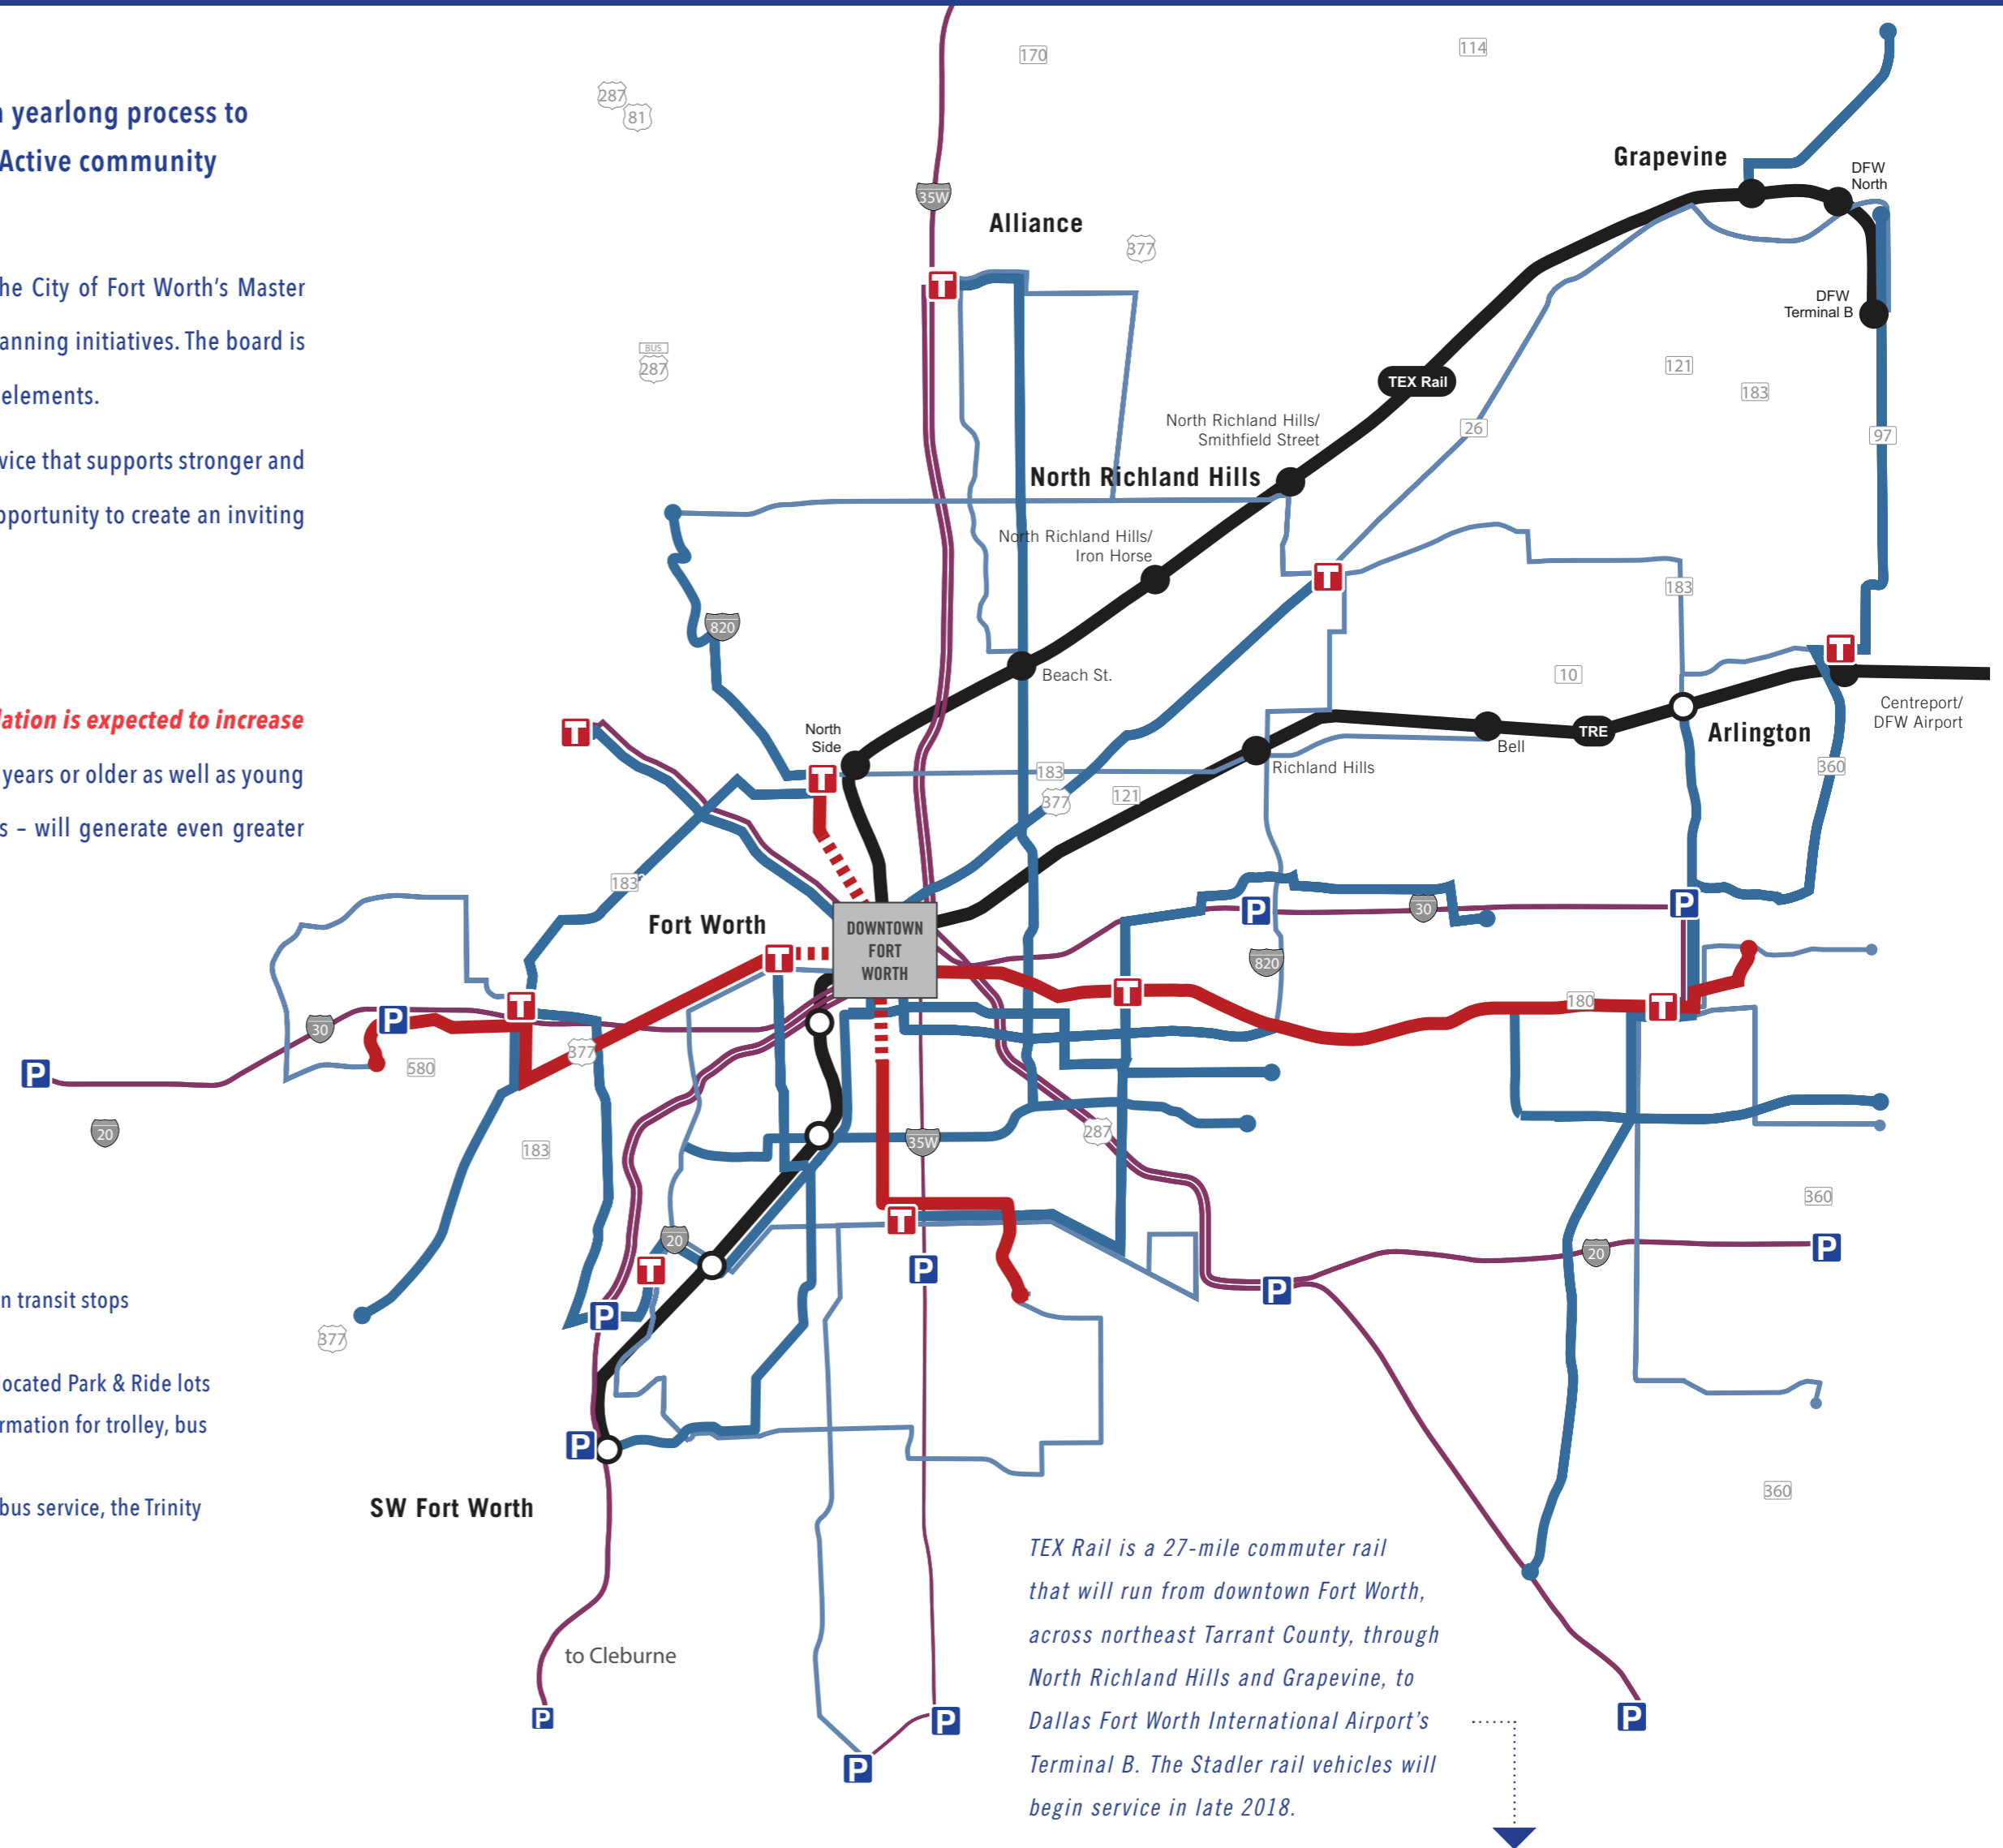 a yearlong process to
Active community
he City of Fort Worth's Master
anning initiatives. The board is
elements.
vice that supports stronger and
pportunity to create an inviting
lation is expected to increase
years or older as well as young
s – will generate even greater
n transit stops
located Park & Ride lots
rmation for trolley, bus
bus service, the Trinity
170
114
287
81
Grapevine
DFW
North
35W
Alliance
377
DFW
Terminal B
BUS
287
121
183
TEX Rail
North Richland Hills/
Smithfield Street
26
97
North Richland Hills
North Richland Hills/
Iron Horse
183
820
Beach St.
10
Centreport/
DFW Airport
North
Side
TRE
Arlington
Bell
Richland Hills
183
360
377
121
183
Fort Worth
DOWNTOWN
FORT
WORTH
P
30
P
820
T
T
T
T
T
T
T
T
T
T
T
180
30
P
377
580
P
20
183
35W
287
360
20
20
P
P
P
P
377
P
SW Fort Worth
360
to Cleburne
P
P
P
P
TEX Rail is a 27-mile commuter rail
that will run from downtown Fort Worth,
across northeast Tarrant County, through
North Richland Hills and Grapevine, to
Dallas Fort Worth International Airport's
Terminal B. The Stadler rail vehicles will
begin service in late 2018.